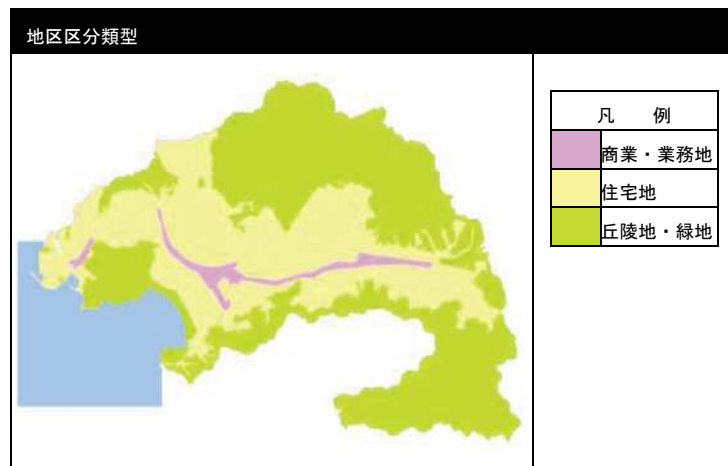 地区区分類型
凡　例
商業・業務地
住宅地
丘陵地・緑地